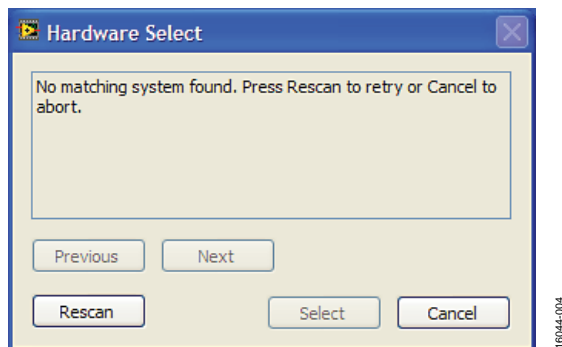 Hardware Select
No matching system found. Press Rescan to retry or Cancel to
abort.
Previous Next
Rescan Select Cancel
16044-004